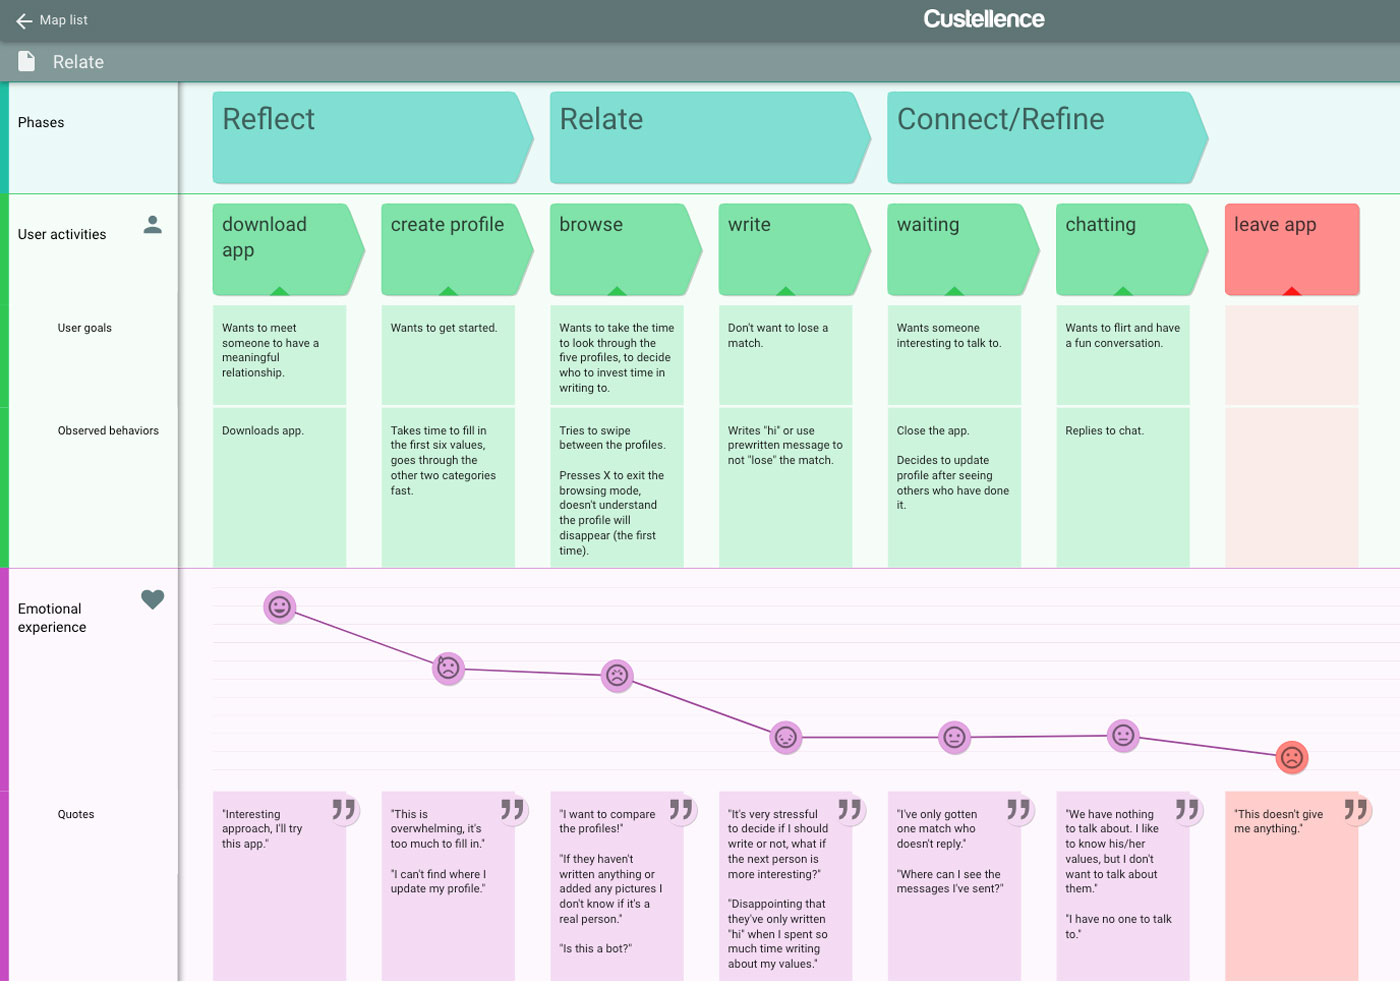 Map list
Custellence
Relate
Phases
Reflect
Relate
Connect/Refine
User activities
download
app
create profile
browse
write
waiting
chatting
leave app
User goals
Wants to meet
someone to have a
meaningful
relationship.
Wants to get started.
Wants to take the time
to look through the
five profiles, to decide
who to invest time in
writing to.
Don't want to lose a
match.
Wants someone
interesting to talk to.
Wants to flirt and have
a fun conversation.
Observed behaviors
Downloads app.
Takes time to fill in
the first six values,
goes through the
other two categories
fast.
Tries to swipe
between the profiles.
Presses X to exit the
browsing mode,
doesn't understand
the profile will
disappear (the first
time).
Writes "hi" or use
prewritten message to
not "lose" the match.
Close the app.
Decides to update
profile after seeing
others who have done
it.
Replies to chat.
Emotional
experience
Quotes
"Interesting
approach, I'll try
this app."
"This is
overwhelming, it's
too much to fill in."
"I can't find where I
update my profile."
"I want to compare
the profiles!"
"If they haven't
written anything or
added any pictures I
don't know if it's a
real person."
"Is this a bot?"
"It's very stressful
to decide if I should
write or not, what if
the next person is
more interesting?"
"Disappointing that
they've only written
"hi" when I spent so
much time writing
about my values."
"I've only gotten
one match who
doesn't reply."
"Where can I see the
messages I've sent?"
"We have nothing
to talk about. I like
to know his/her
values, but I don't
want to talk about
them."
"I have no one to talk
to."
"This doesn't give
me anything."